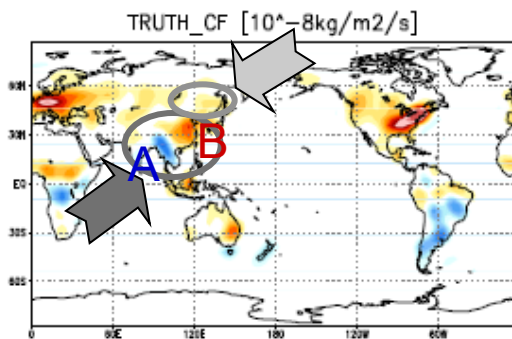 TRUTH_CF [10^-8kg/m2/s]
60N
30N
EQ
30S
60S
A
B
0
60E
120E
180
120W
60W